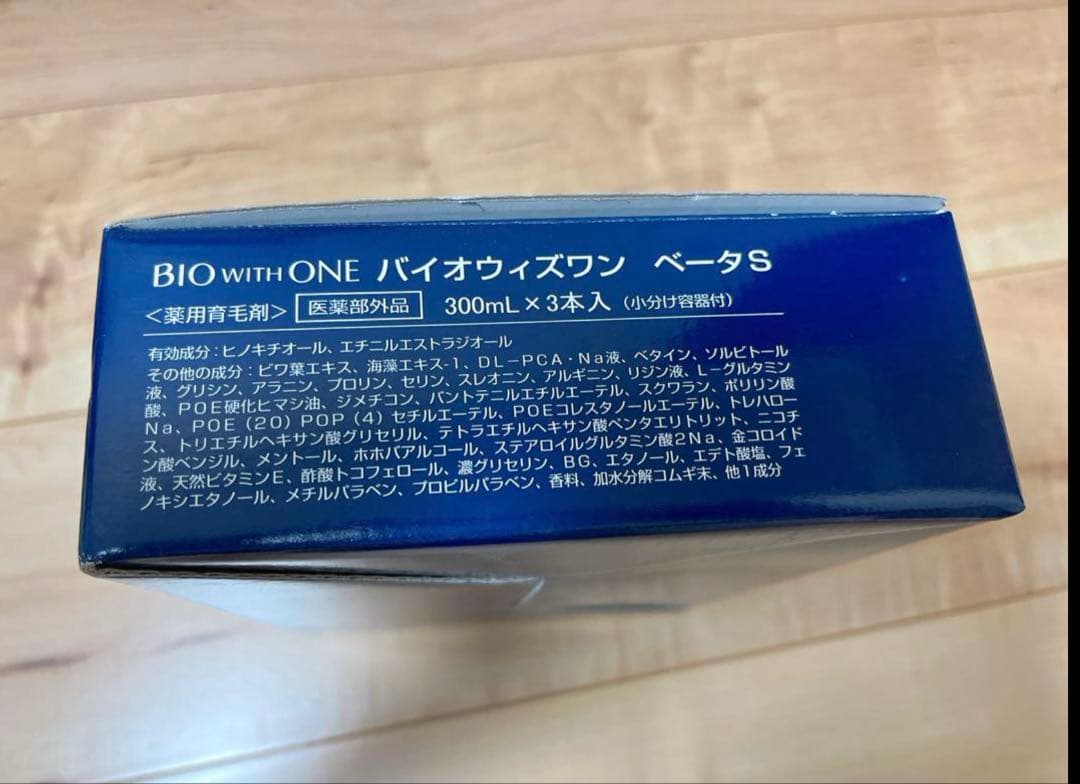 BIO WITH ONE バイオウィズワン ベータS
<薬用育毛剤> 医薬部外品 300mL×3本入 (小分け容器付)
有効成分:ヒノキチオール、エチニルエストラジオール
その他の成分:ビワ葉エキス、海藻エキス-1、DL-PCA・Na液、ベタイン、ソルビトール
液、グリシン、アラニン、プロリン、セリン、スレオニン、アルギニン、リジン液、L-グルタミン
酸、POE硬化ヒマシ油、ジメチコン、パントテニルエチルエーテル、スクワラン、ポリリン酸
Na、POE(20)POP(4)セチルエーテル、POEコレスタノールエーテル、トレハロー
ス、トリエチルヘキサン酸グリセリル、テトラエチルヘキサン酸ペンタエリトリット、ニコチ
ン酸ベンジル、メントール、ホホバアルコール、ステアロイルグルタミン酸2Na、金コロイド
液、天然ビタミンE、酢酸トコフェロール、濃グリセリン、BG、エタノール、エデト酸塩、フェ
ノキシエタノール、メチルパラベン、プロピルパラベン、香料、加水分解コムギ末、他1成分